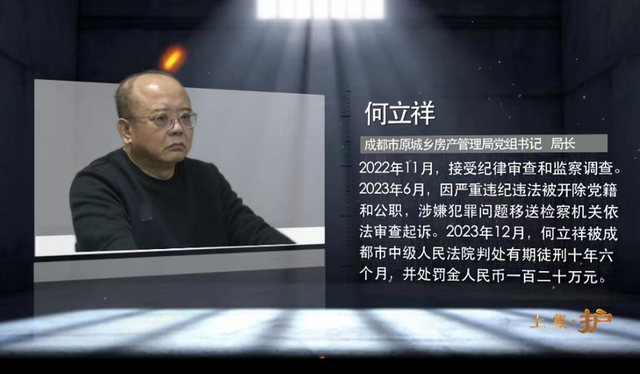 何立祥
成都市原城乡房产管理局党组书记 局长
2022年11月，接受纪律审查和监察调查。
2023年6月，因严重违纪违法被开除党籍
和公职，涉嫌犯罪问题移送检察机关依
法审查起诉。2023年12月，何立祥被成
都市中级人民法院判处有期徒刑十年六
个月，并处罚金人民币一百二十万元。
上集·护